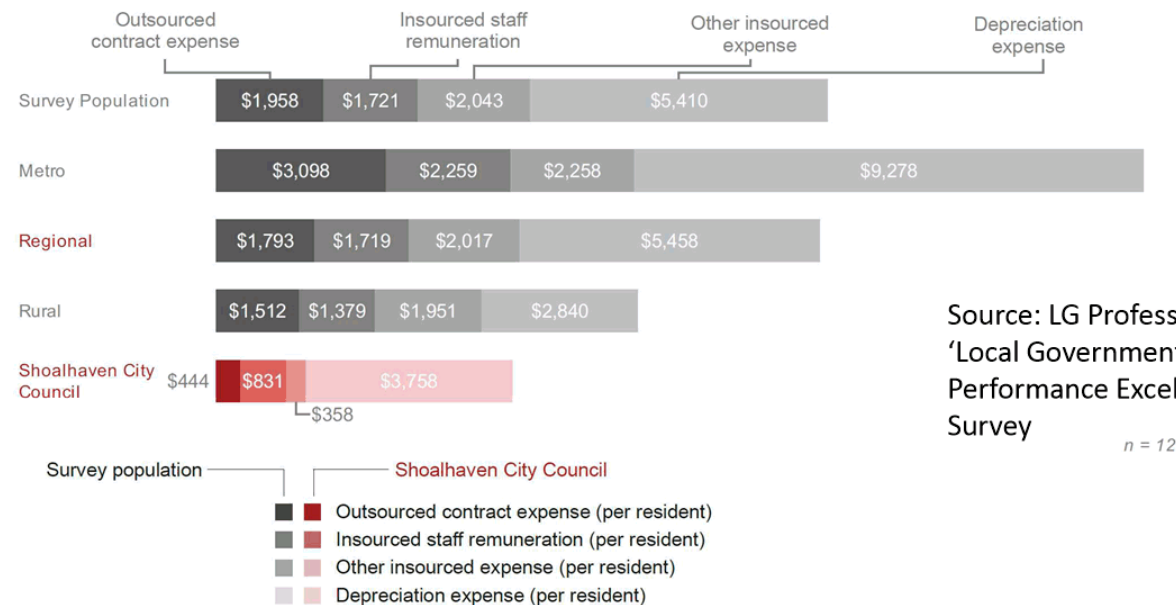 Outsourced
contract expense
Insourced staff
remuneration
Other insourced
expense
Depreciation
expense
Survey Population
$1,958
$1,721
$2,043
$5,410
Metro
$3,098
$2,259
$2,258
$9,278
Regional
$1,793
$1,719
$2,017
$5,458
Rural
$1,512
$1,379
$1,951
$2,840
Shoalhaven City
Council
$444
$831
$358
$3,758
Source: LG Profess
‘Local Government
Performance Excel
Survey
n = 12
Survey population
Shoalhaven City Council
Outsourced contract expense (per resident)
Insourced staff remuneration (per resident)
Other insourced expense (per resident)
Depreciation expense (per resident)